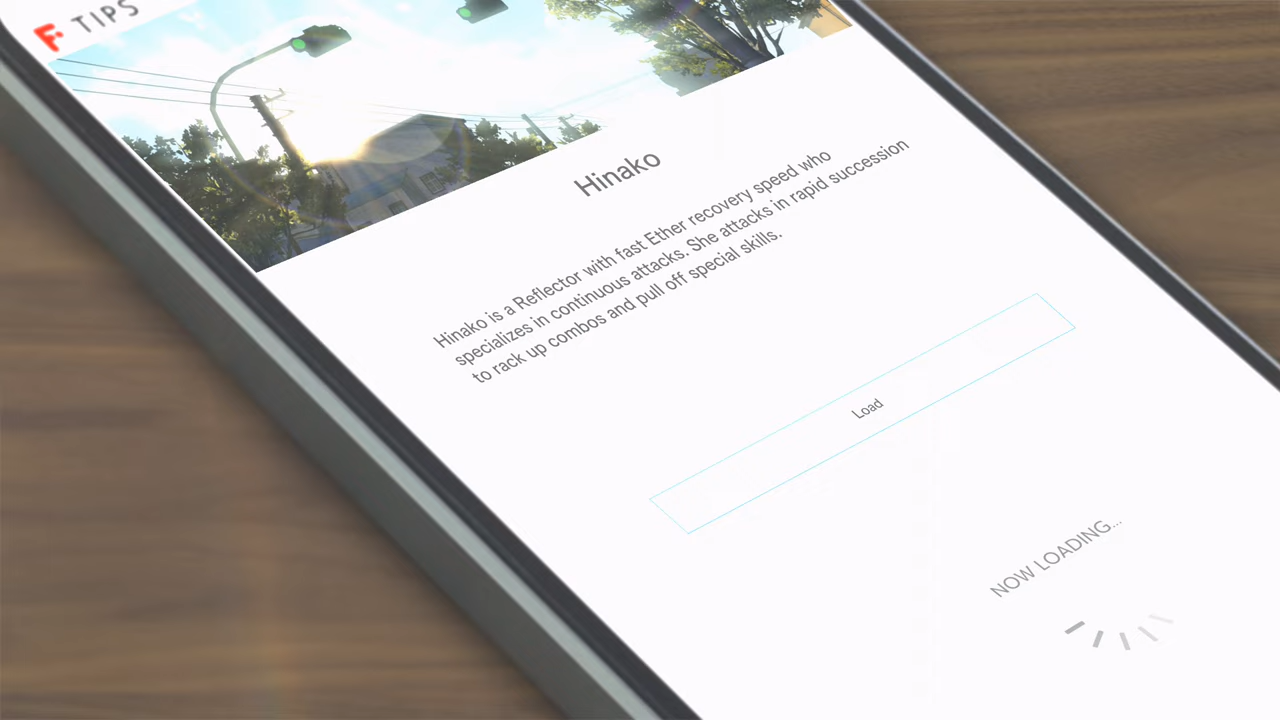 TIPS
Hinako
Hinako is a Reflector with fast Ether recovery speed who
specializes in continuous attacks. She attacks in rapid succession
to rack up combos and pull off special skills.
Load
NOW LOADING...